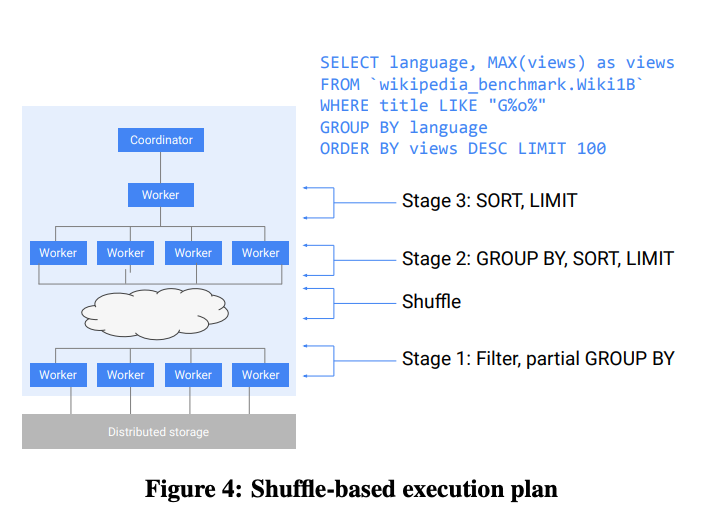 SELECT language, MAX(views) as views
FROM `wikipedia_benchmark.Wiki1B`
WHERE title LIKE "G%o%"
GROUP BY language
ORDER BY views DESC LIMIT 100
Coordinator
Worker
Stage 3: SORT, LIMIT
Worker Worker Worker Worker
Stage 2: GROUP BY, SORT, LIMIT
Shuffle
Worker Worker Worker Worker
Stage 1: Filter, partial GROUP BY
Distributed storage
Figure 4: Shuffle-based execution plan